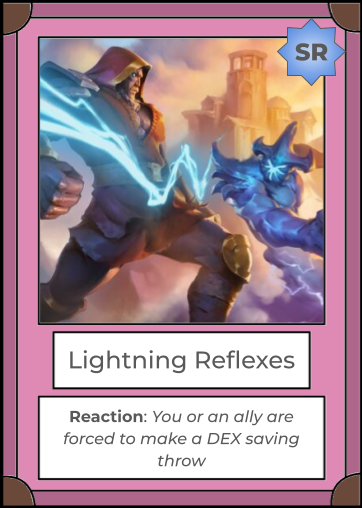 SR
Lightning Reflexes
Reaction: You or an ally are
forced to make a DEX saving
throw